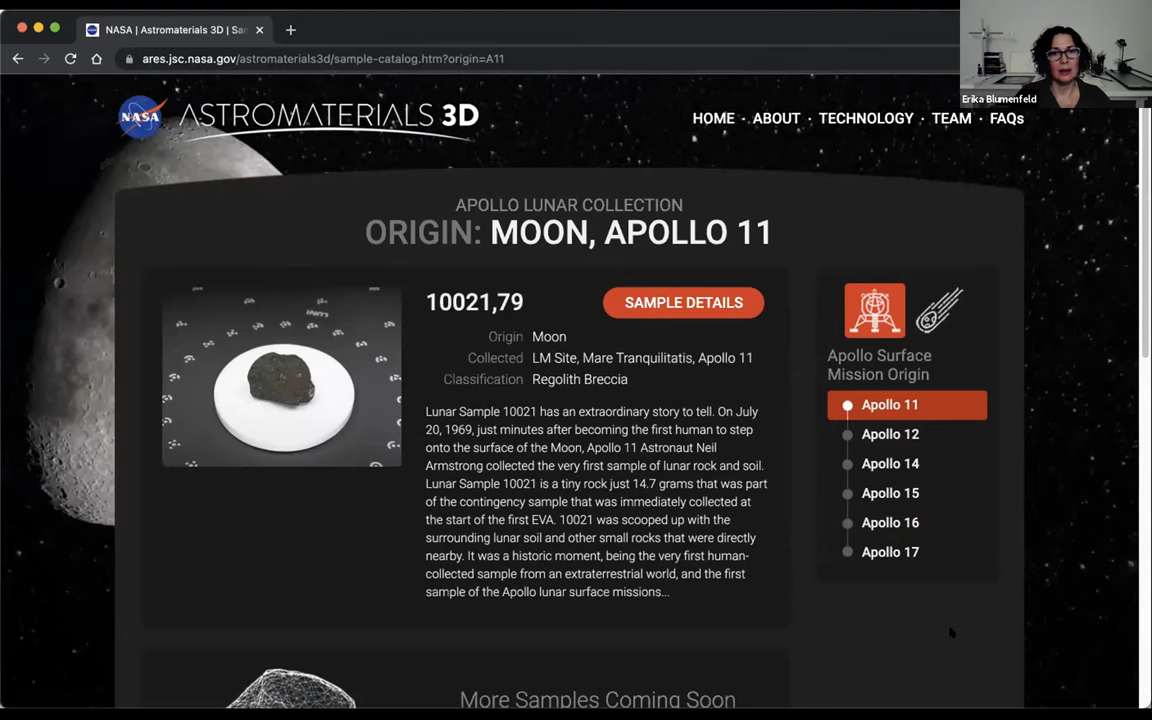 NASA | Astromaterials 3D | Sam
ares.jsc.nasa.gov/astromaterials3d/sample-catalog.htm?origin=A11
Erika Blumenfeld
NASA
ASTROMATERIALS 3D
HOME · ABOUT · TECHNOLOGY · TEAM · FAQs
APOLLO LUNAR COLLECTION
ORIGIN: MOON, APOLLO 11
10021,79
SAMPLE DETAILS
Origin Moon
Collected LM Site, Mare Tranquilitatis, Apollo 11
Classification Regolith Breccia
Lunar Sample 10021 has an extraordinary story to tell. On July
20, 1969, just minutes after becoming the first human to step
onto the surface of the Moon, Apollo 11 Astronaut Neil
Armstrong collected the very first sample of lunar rock and soil.
Lunar Sample 10021 is a tiny rock just 14.7 grams that was part
of the contingency sample that was immediately collected at
the start of the first EVA. 10021 was scooped up with the
surrounding lunar soil and other small rocks that were directly
nearby. It was a historic moment, being the very first human-
collected sample from an extraterrestrial world, and the first
sample of the Apollo lunar surface missions...
Apollo Surface
Mission Origin
Apollo 11
Apollo 12
Apollo 14
Apollo 15
Apollo 16
Apollo 17
More Samples Coming Soon